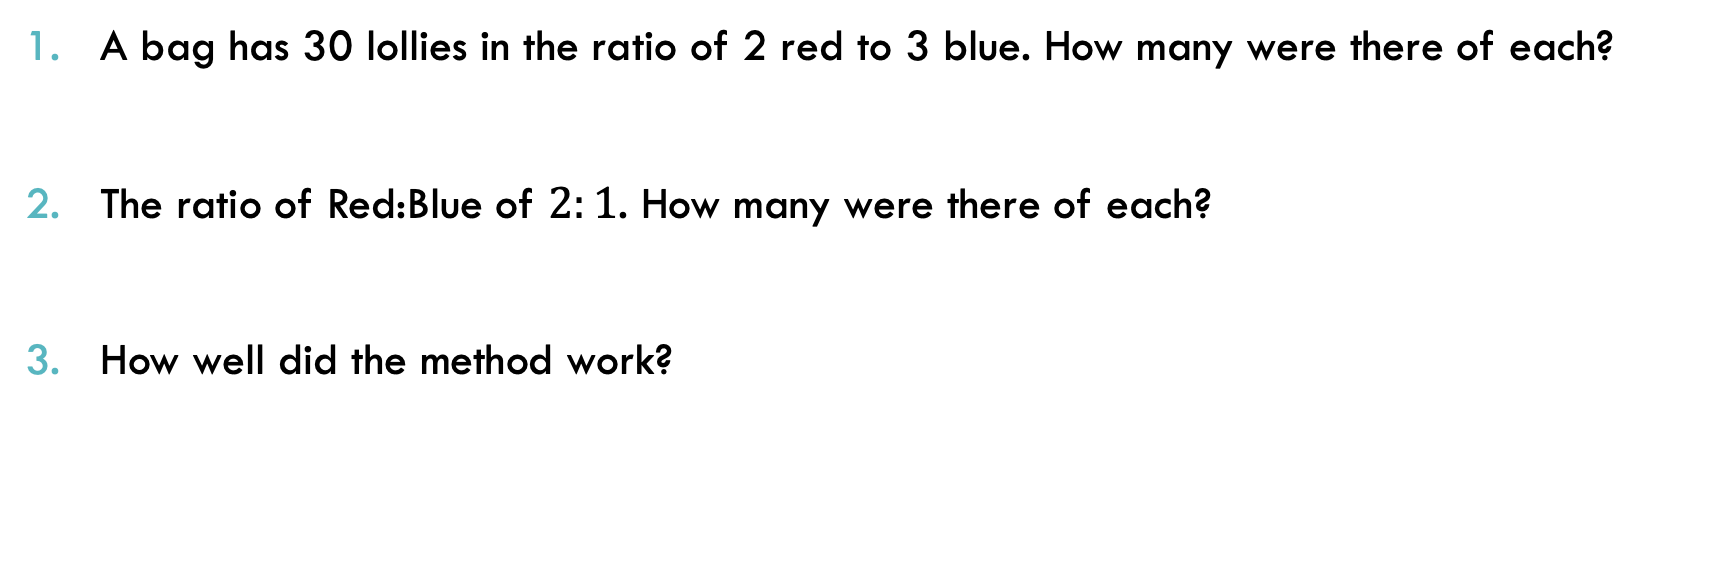 1. A bag has 30 lollies in the ratio of 2 red to 3 blue. How many were there of each?
2. The ratio of Red:Blue of 2: 1. How many were there of each?
3. How well did the method work?